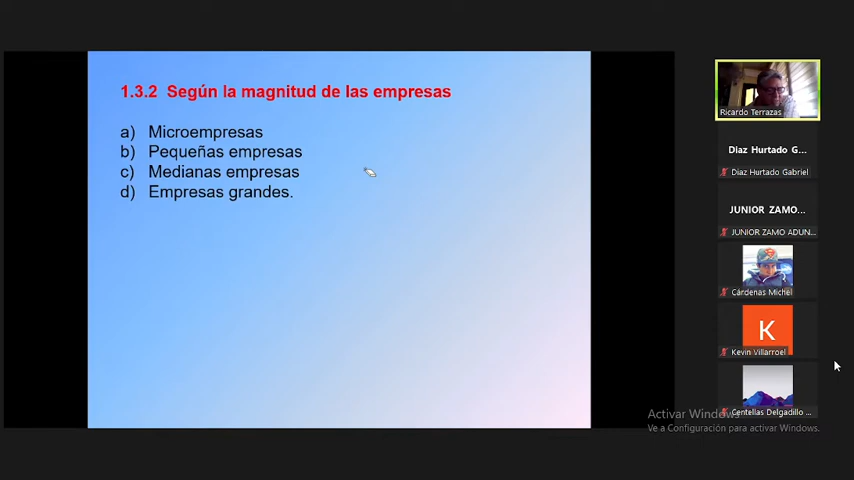 1.3.2 Según la magnitud de las empresas
a) Microempresas
b) Pequeñas empresas
c) Medianas empresas
d) Empresas grandes.
Ricardo Terrazas
Diaz Hurtado G...
Diaz Hurtado Gabriel
JUNIOR ZAMO...
JUNIOR ZAMO ADUN...
Cárdenas Michel
K
Kevin Villarroel
Centellas Delgadillo ...
Activar Windows
Ve a Configuración para activar Windows.